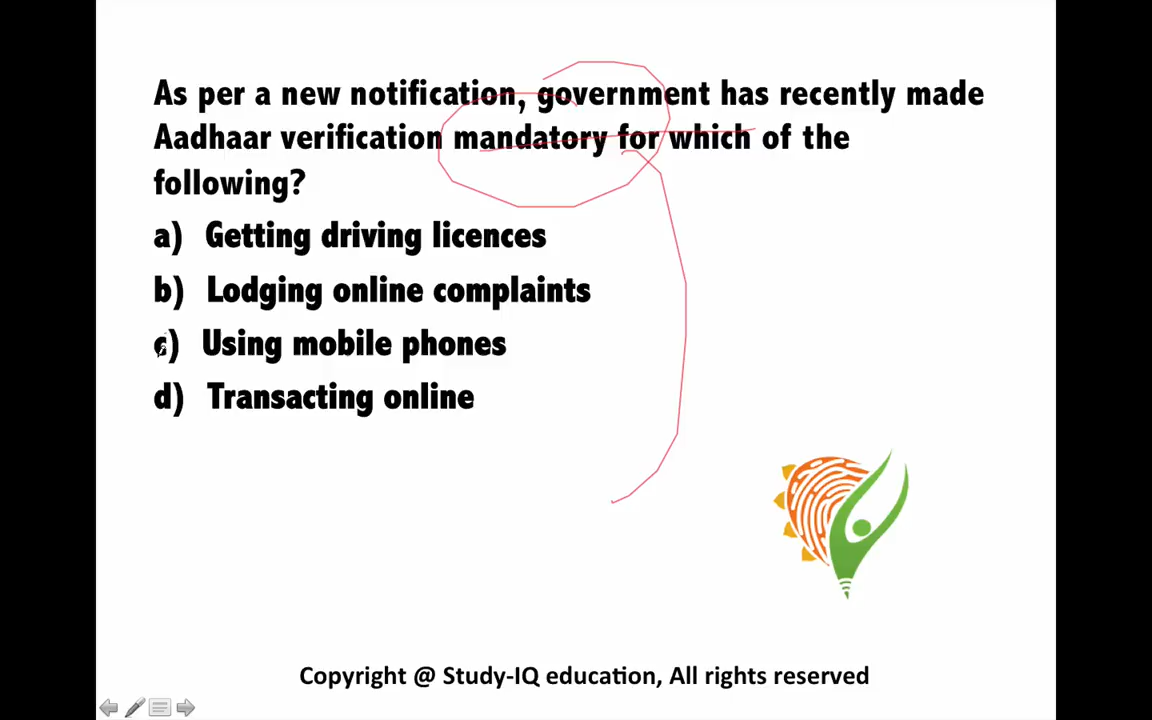 As per a new notification, government has recently made
Aadhaar verification mandatory for which of the
following?
a) Getting driving licences
b) Lodging online complaints
c) Using mobile phones
d) Transacting online
Copyright @ Study-IQ education, All rights reserved